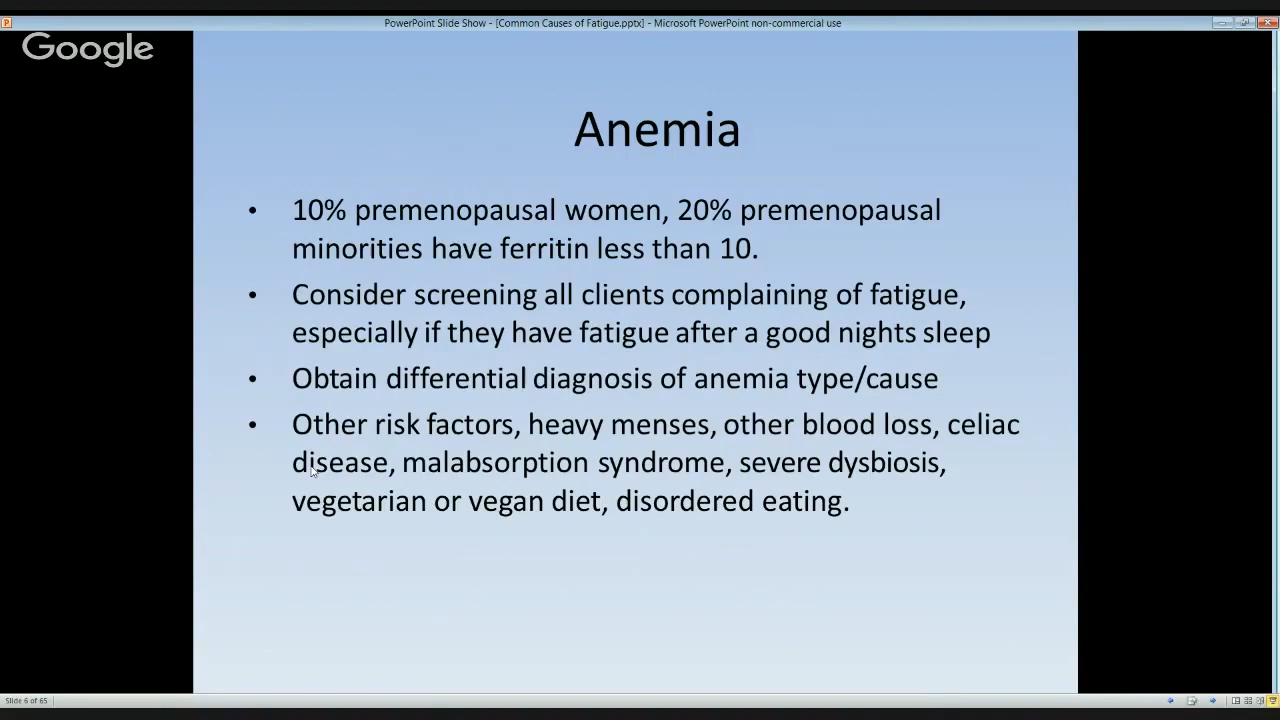 PowerPoint Slide Show - [Common Causes of Fatigue.pptx] - Microsoft PowerPoint non-commercial use
Google
Anemia
• 10% premenopausal women, 20% premenopausal
minorities have ferritin less than 10.
• Consider screening all clients complaining of fatigue,
especially if they have fatigue after a good nights sleep
• Obtain differential diagnosis of anemia type/cause
• Other risk factors, heavy menses, other blood loss, celiac
disease, malabsorption syndrome, severe dysbiosis,
vegetarian or vegan diet, disordered eating.
Slide 6 of 65